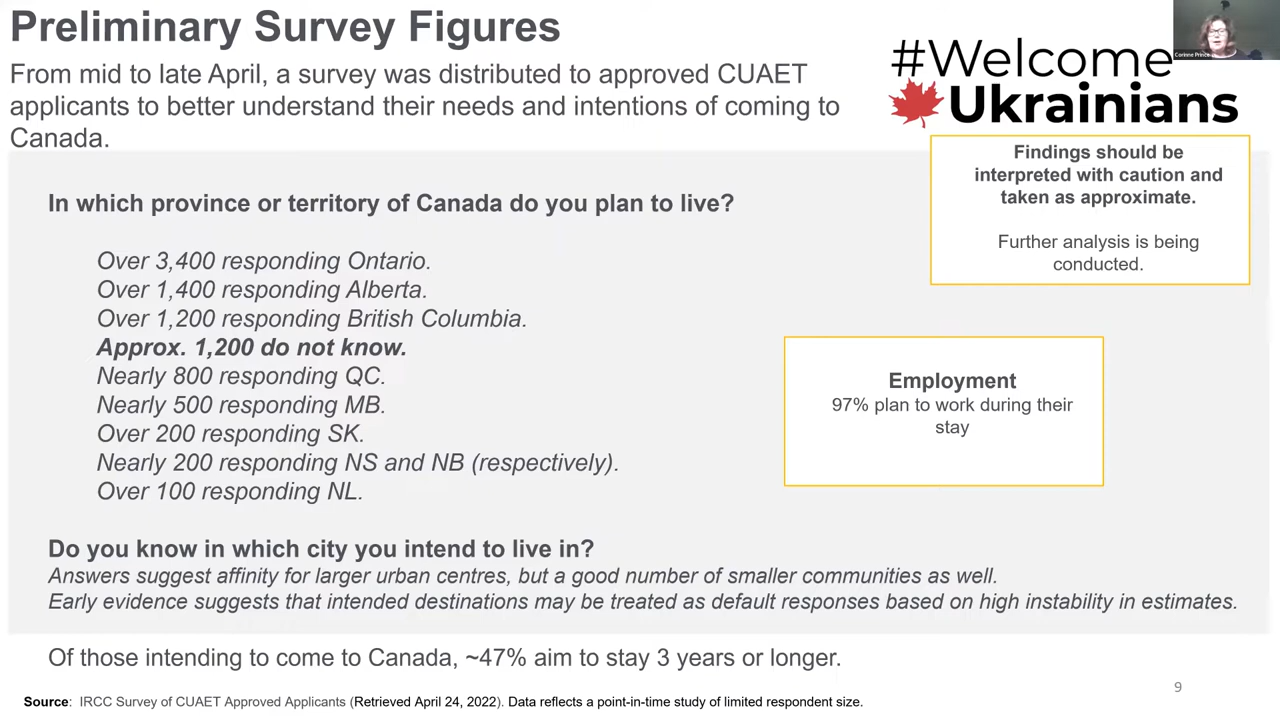 Preliminary Survey Figures
From mid to late April, a survey was distributed to approved CUAET
applicants to better understand their needs and intentions of coming to
Canada.
#Welcome
Ukrainians
Corinne Prince
Findings should be
interpreted with caution and
taken as approximate.
Further analysis is being
conducted.
In which province or territory of Canada do you plan to live?
Over 3,400 responding Ontario.
Over 1,400 responding Alberta.
Over 1,200 responding British Columbia.
Approx. 1,200 do not know.
Nearly 800 responding QC.
Nearly 500 responding MB.
Over 200 responding SK.
Nearly 200 responding NS and NB (respectively).
Over 100 responding NL.
Employment
97% plan to work during their
stay
Do you know in which city you intend to live in?
Answers suggest affinity for larger urban centres, but a good number of smaller communities as well.
Early evidence suggests that intended destinations may be treated as default responses based on high instability in estimates.
Of those intending to come to Canada, ~47% aim to stay 3 years or longer.
9
Source: IRCC Survey of CUAET Approved Applicants (Retrieved April 24, 2022). Data reflects a point-in-time study of limited respondent size.